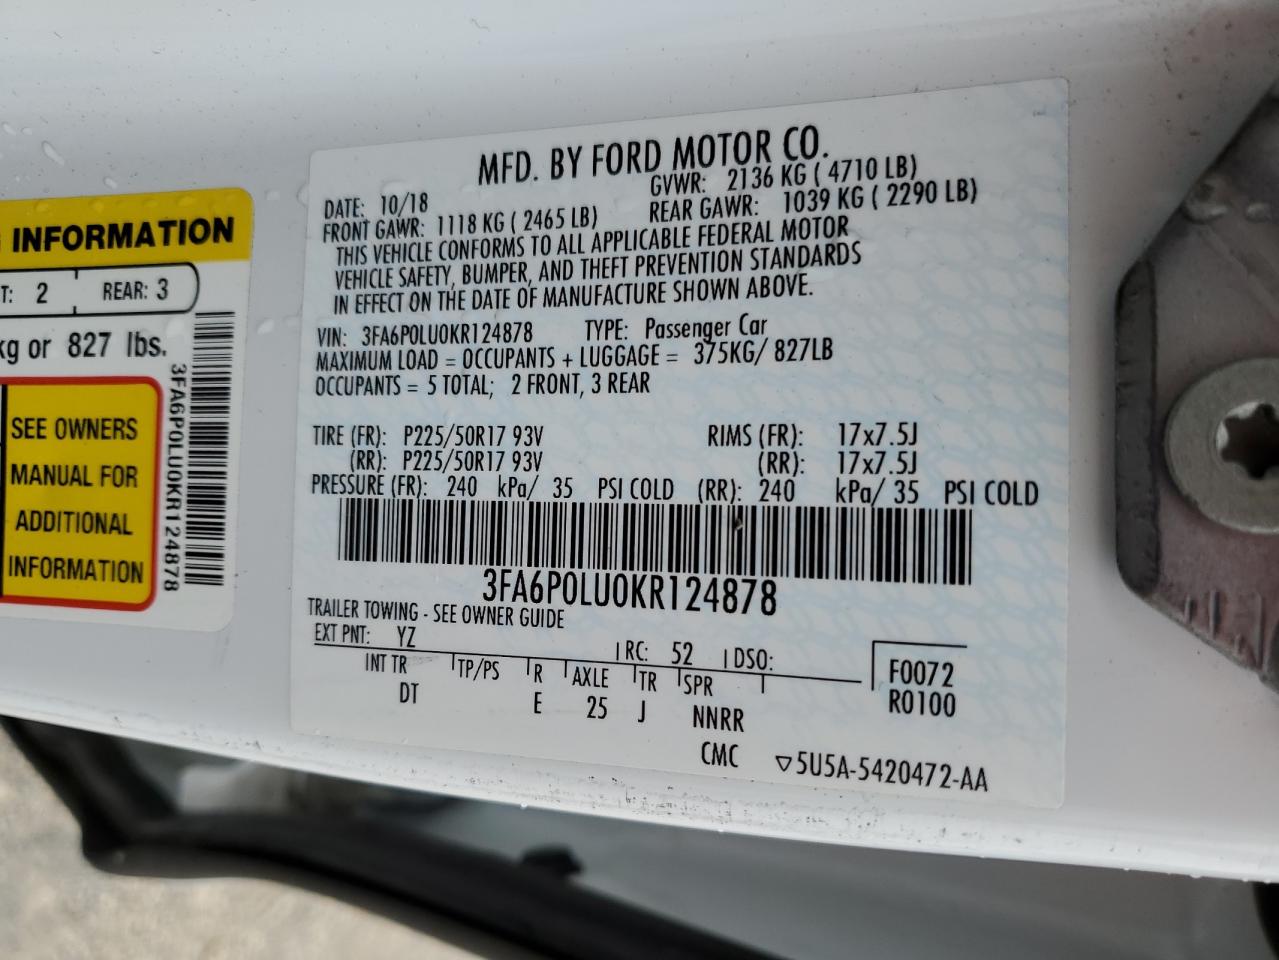 G INFORMATION
T: 2 REAR: 3
kg or 827 lbs.
SEE OWNERS
MANUAL FOR
ADDITIONAL
INFORMATION
3FA6P0LU0KR124878
MFD. BY FORD MOTOR CO.
DATE: 10/18 GVWR: 2136 KG ( 4710 LB)
FRONT GAWR: 1118 KG ( 2465 LB) REAR GAWR: 1039 KG ( 2290 LB)
THIS VEHICLE CONFORMS TO ALL APPLICABLE FEDERAL MOTOR
VEHICLE SAFETY, BUMPER, AND THEFT PREVENTION STANDARDS
IN EFFECT ON THE DATE OF MANUFACTURE SHOWN ABOVE.
VIN: 3FA6P0LU0KR124878 TYPE: Passenger Car
MAXIMUM LOAD = OCCUPANTS + LUGGAGE = 375KG/ 827LB
OCCUPANTS = 5 TOTAL; 2 FRONT, 3 REAR
TIRE (FR): P225/50R17 93V RIMS (FR): 17x7.5J
(RR): P225/50R17 93V (RR): 17x7.5J
PRESSURE (FR): 240 kPa/ 35 PSI COLD (RR): 240 kPa/ 35 PSI COLD
3FA6P0LU0KR124878
TRAILER TOWING - SEE OWNER GUIDE
EXT PNT: YZ RC: 52 DSO:
INT TR TP/PS R AXLE TR SPR F0072
DT E 25 J NNRR R0100
CMC ▽5U5A-5420472-AA